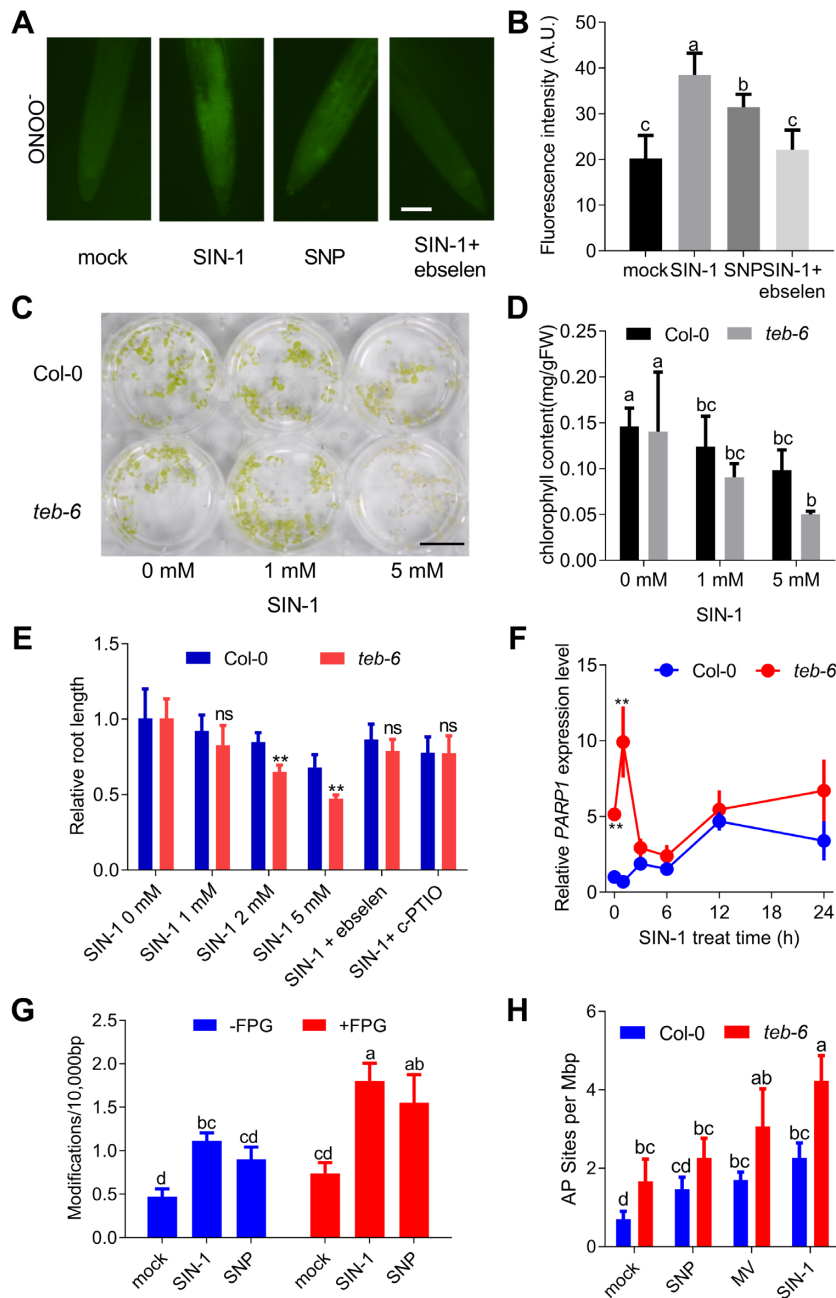 A
ONOO-
mock
SIN-1
SNP
SIN-1+
ebselen
B
Fluorescence intensity (A.U.)
50
40
30
20
10
0
c
a
b
c
mock
SIN-1
SNP
SIN-1+
ebselen
C
Col-0
teb-6
0 mM
1 mM
5 mM
SIN-1
D
Col-0
teb-6
chlorophyll content(mg/gFW)
0.25
0.20
0.15
0.10
0.05
0.00
a
a
bc
bc
bc
b
0 mM
1 mM
5 mM
SIN-1
E
Col-0
teb-6
Relative root length
1.5
1.0
0.5
0.0
ns
**
**
ns
ns
SIN-1 0 mM
SIN-1 1 mM
SIN-1 2 mM
SIN-1 5 mM
SIN-1 + ebselen
SIN-1+ c-PTIO
F
Col-0
teb-6
Relative PARP1 expression level
15
10
5
0
**
**
0
6
12
18
24
SIN-1 treat time (h)
G
-FPG
+FPG
Modifications/10,000bp
2.5
2.0
1.5
1.0
0.5
0.0
d
bc
cd
cd
a
ab
mock
SIN-1
SNP
mock
SIN-1
SNP
H
Col-0
teb-6
AP Sites per Mbp
6
4
2
0
d
bc
cd
bc
bc
ab
bc
a
mock
SNP
MV
SIN-1